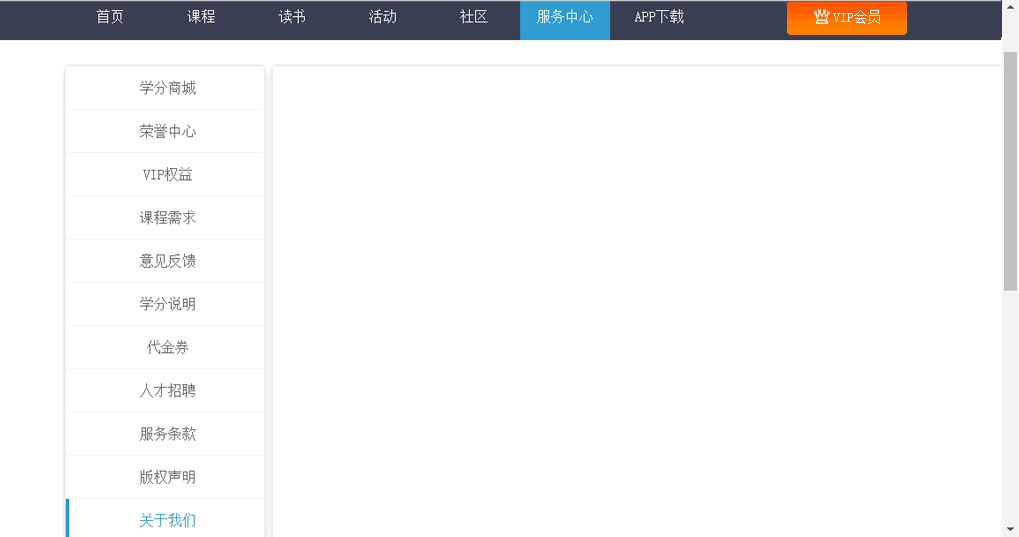 首页 课程 读书 活动 社区 服务中心 APP下载 VIP会员
学分商城
荣誉中心
VIP权益
课程需求
意见反馈
学分说明
代金券
人才招聘
服务条款
版权声明
关于我们